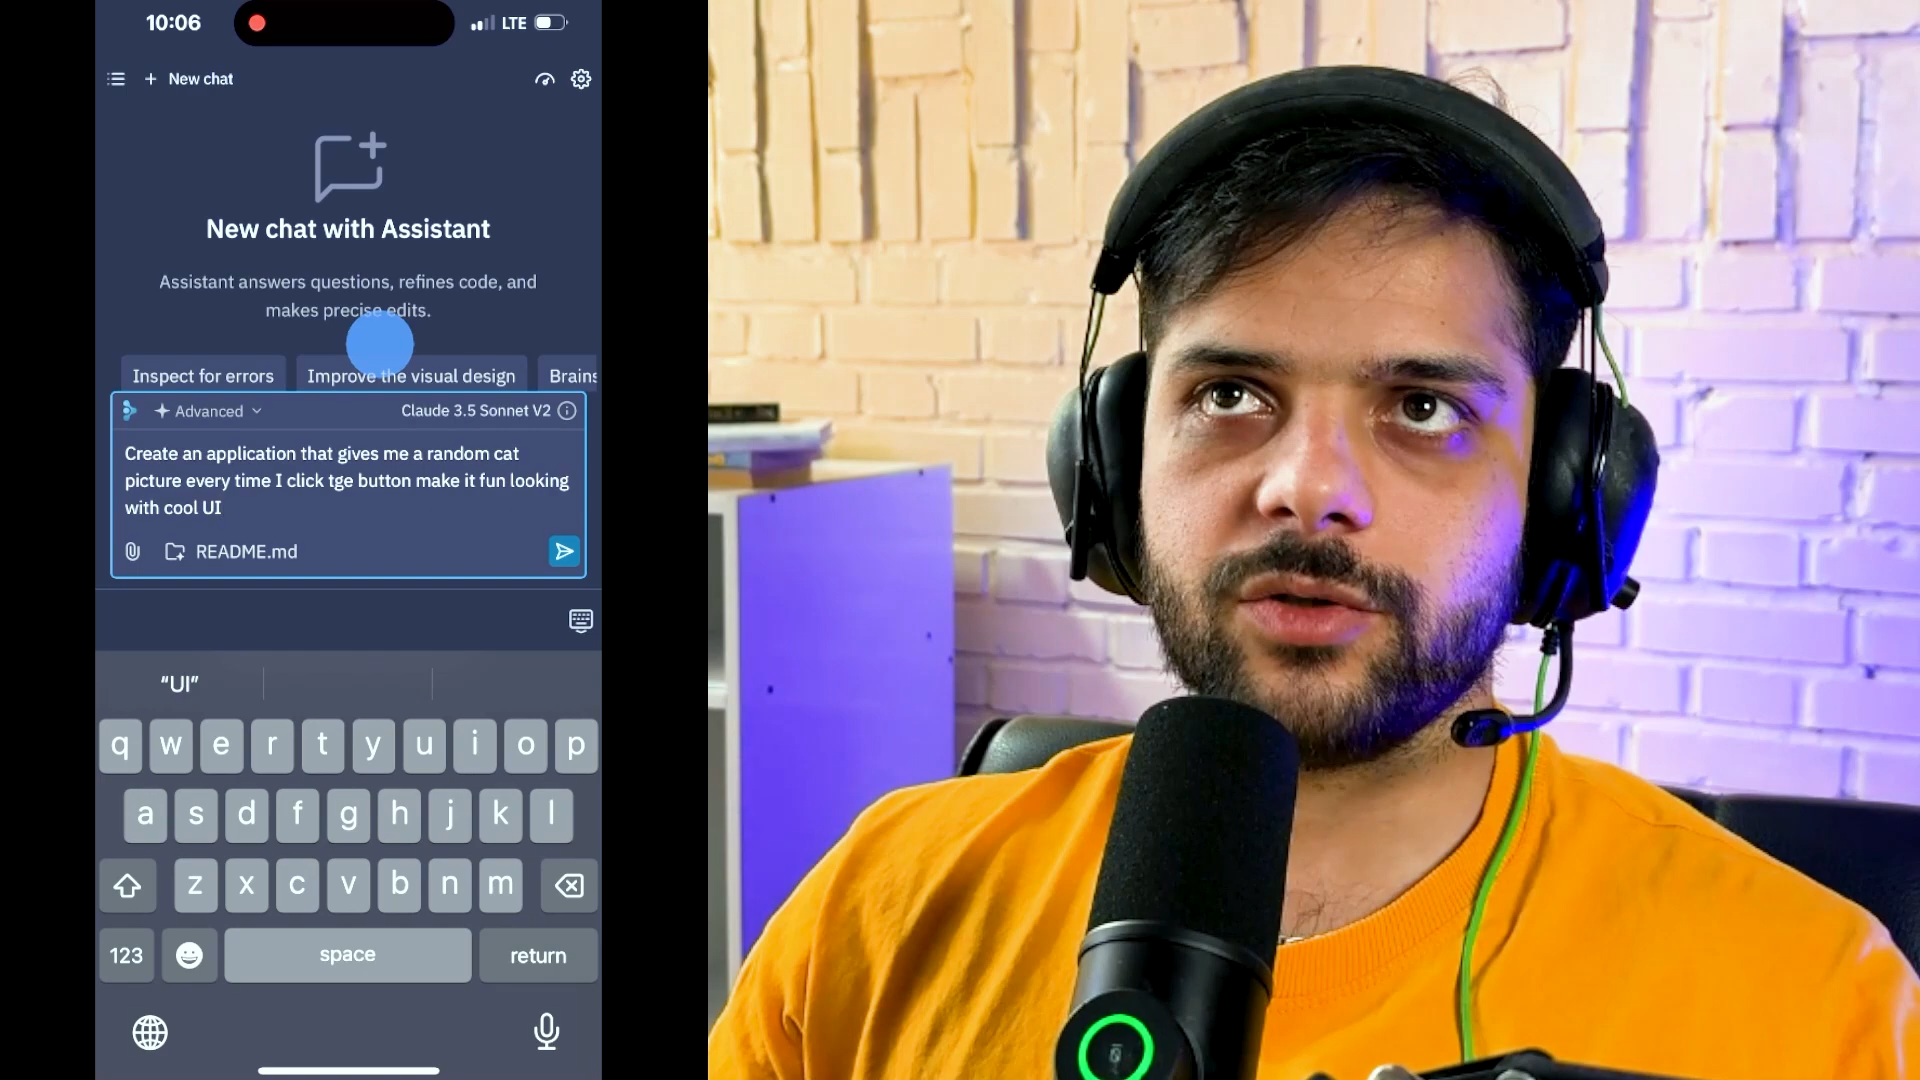 10:06
LTE
+ New chat
New chat with Assistant
Assistant answers questions, refines code, and
makes precise edits.
Inspect for errors
Improve the visual design
Brains
Advanced
Claude 3.5 Sonnet V2
Create an application that gives me a random cat
picture every time I click tge button make it fun looking
with cool UI
README.md
“UI”
q w e r t y u i o p
a s d f g h j k l
z x c v b n m
123
space
return